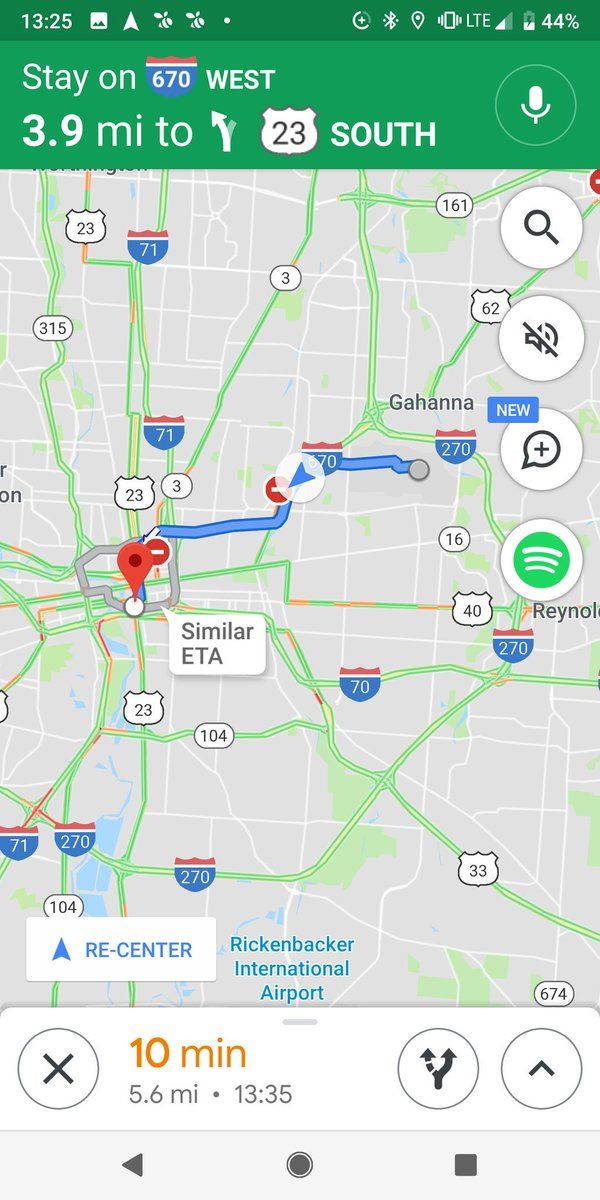 13:25
LTE
44%
Stay on 670 WEST
3.9 mi to 23 SOUTH
161
23
71
3
62
315
Gahanna
NEW
71
670
270
23
3
16
40
Reynol
Similar
ETA
270
70
23
104
71
270
270
33
104
RE-CENTER
Rickenbacker
International
Airport
674
10 min
5.6 mi • 13:35